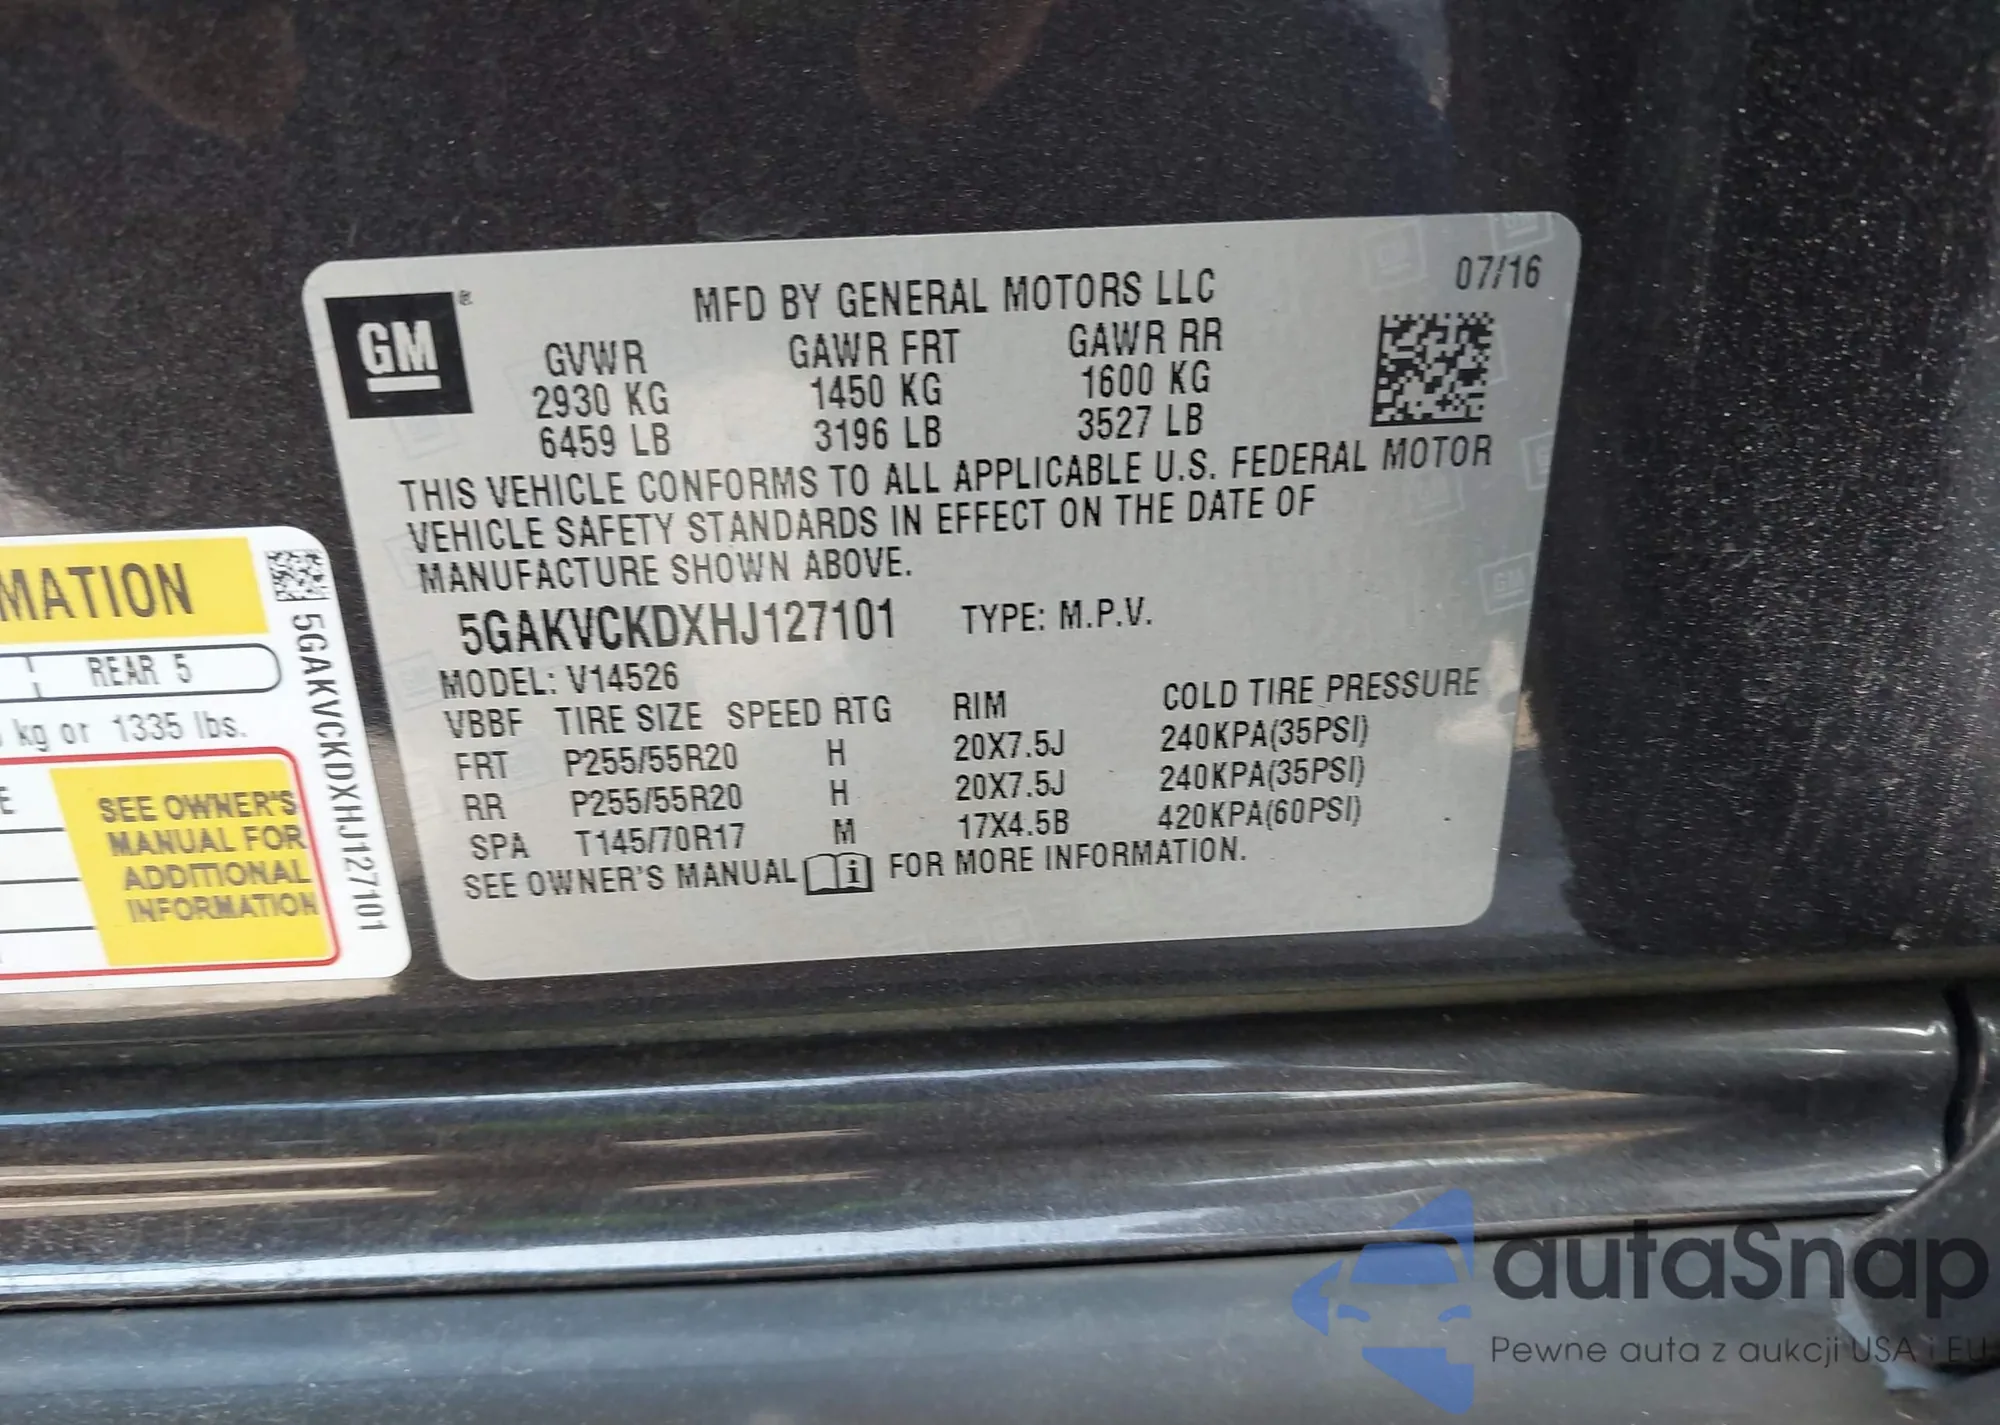 GM
MFD BY GENERAL MOTORS LLC
07/16
GVWR GAWR FRT GAWR RR
2930 KG 1450 KG 1600 KG
6459 LB 3196 LB 3527 LB
THIS VEHICLE CONFORMS TO ALL APPLICABLE U.S. FEDERAL MOTOR
VEHICLE SAFETY STANDARDS IN EFFECT ON THE DATE OF
MANUFACTURE SHOWN ABOVE.
5GAKVCKDXHJ127101 TYPE: M.P.V.
MODEL: V14526
VBBF TIRE SIZE SPEED RTG RIM COLD TIRE PRESSURE
FRT P255/55R20 H 20X7.5J 240KPA(35PSI)
RR P255/55R20 H 20X7.5J 240KPA(35PSI)
SPA T145/70R17 M 17X4.5B 420KPA(60PSI)
SEE OWNER'S MANUAL i FOR MORE INFORMATION.
MATION
REAR 5
kg or 1335 lbs.
E
SEE OWNER'S
MANUAL FOR
ADDITIONAL
INFORMATION
5GAKVCKDXHJ127101
autaSnap
Pewne auta z aukcji USA i EU